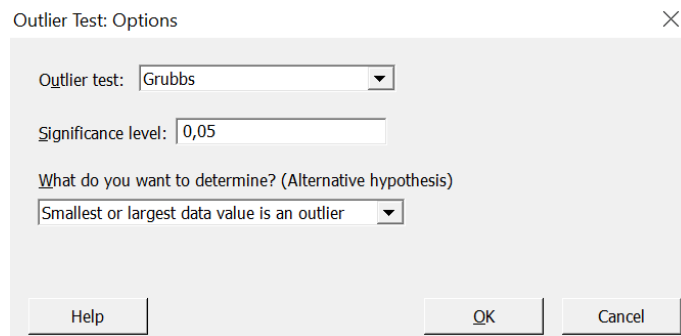 Outlier Test: Options
Outlier test: Grubbs
Significance level: 0,05
What do you want to determine? (Alternative hypothesis)
Smallest or largest data value is an outlier
Help OK Cancel